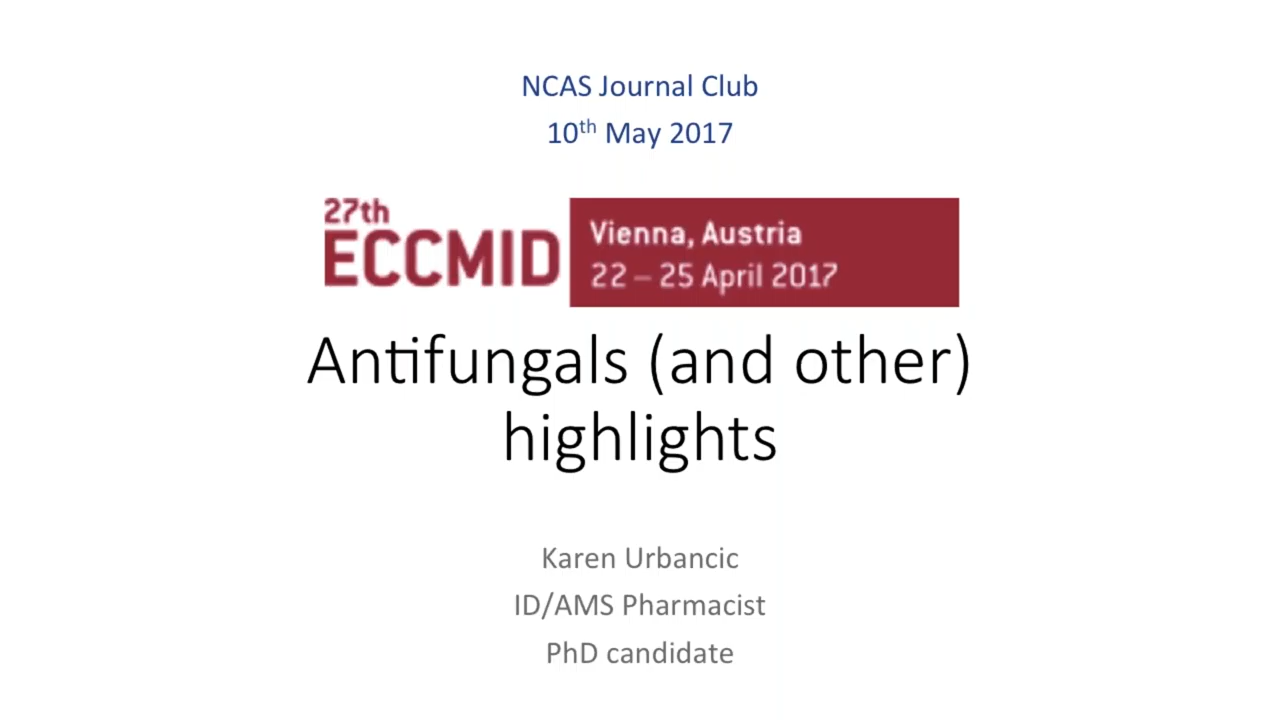 NCAS Journal Club
10th May 2017
27th
ECCMID
Vienna, Austria
22 – 25 April 2017
Antifungals (and other)
highlights
Karen Urbancic
ID/AMS Pharmacist
PhD candidate